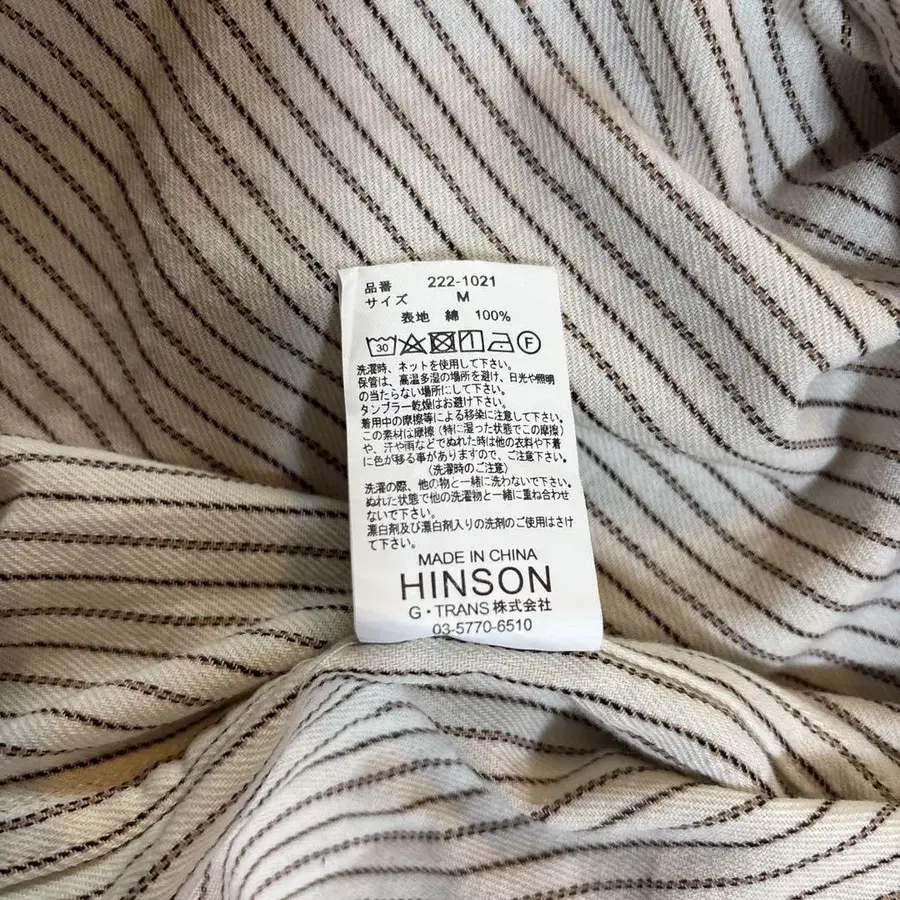 品番 222-1021
サイズ M
表地 綿 100%
30 F
洗濯時、ネットを使用して下さい。
保管は、高温多湿の場所を避け、日光や照明
の当たらない場所にして下さい。
タンブラー乾燥はお避け下さい。
着用中の摩擦等による移染に注意して下さい。
この素材は摩擦(特に湿った状態でこの摩擦)
や、汗や雨などでぬれた時は他の衣料や下着
に色が移る事がありますので、ご注意下さい。
〈洗濯時のご注意〉
洗濯の際、他の物と一緒に洗わないで下さい。
ぬれた状態で他の洗濯物と一緒に重ね合わせ
ないで下さい。
漂白剤及び漂白剤入りの洗剤のご使用はさけ
て下さい。
MADE IN CHINA
HINSON
G・TRANS株式会社
03-5770-6510